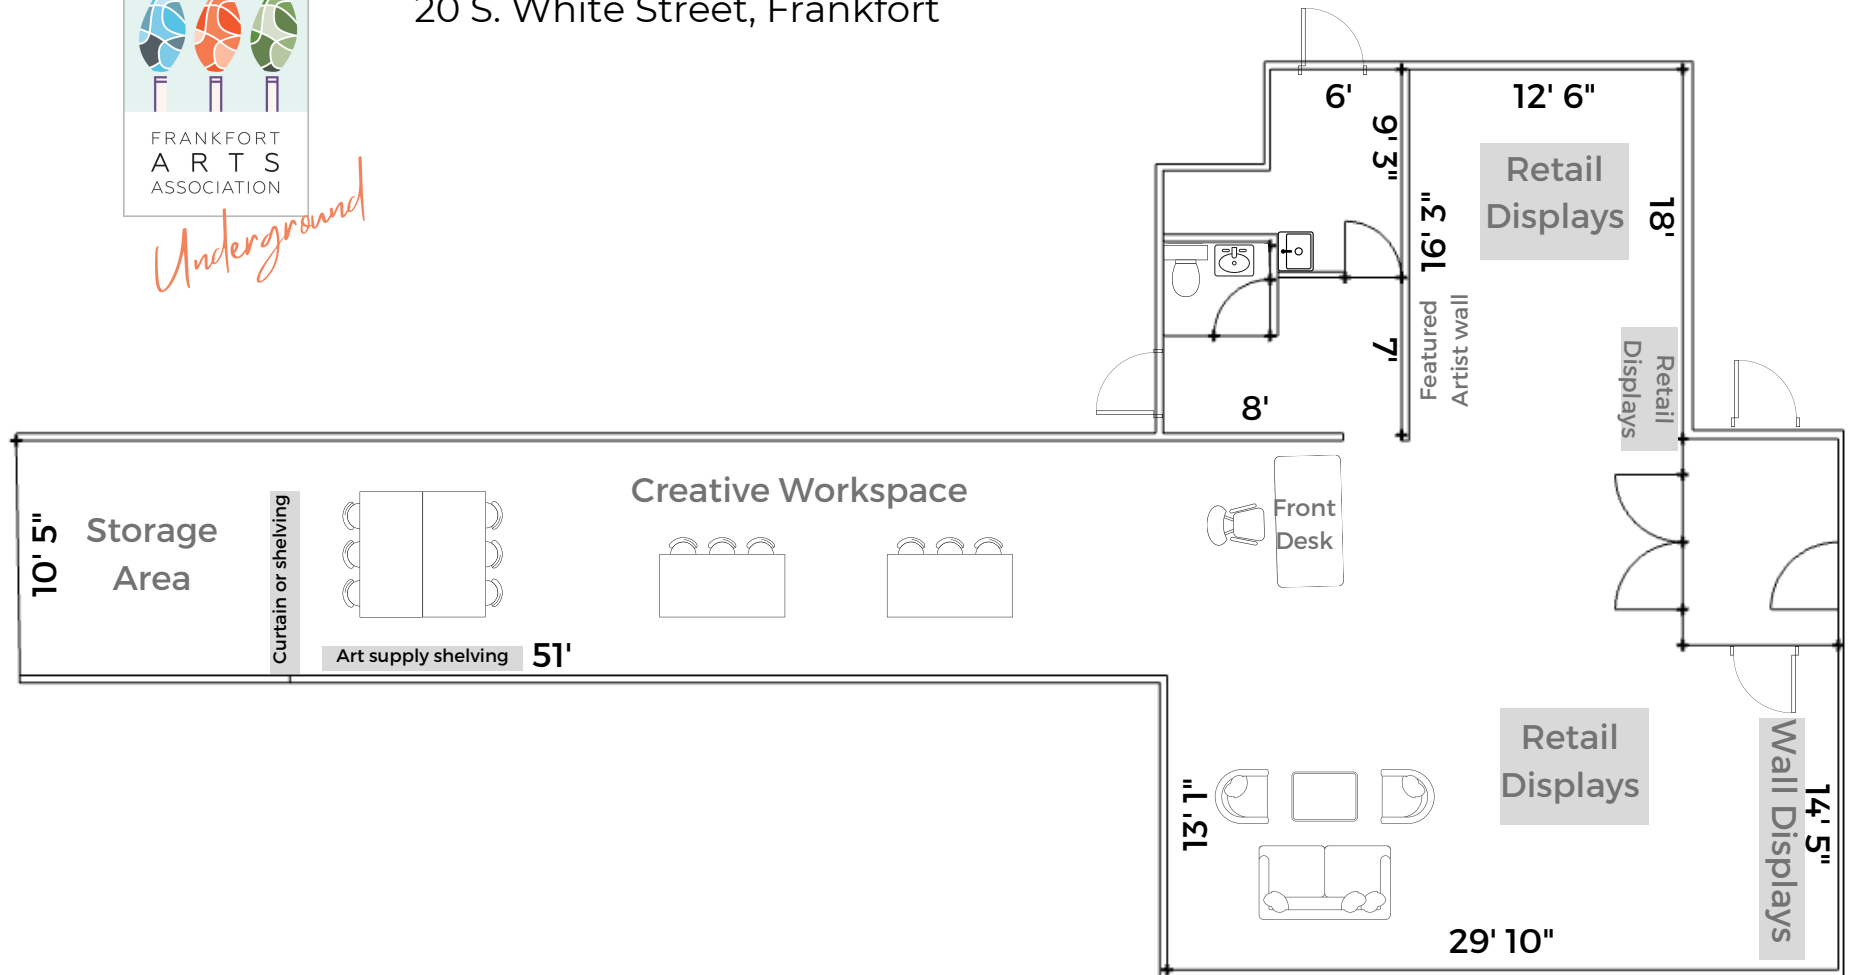 20 S. White Street, Frankfort
FRANKFORT
ARTS
ASSOCIATION
Underground
6'
12' 6"
9' 3"
Retail
Displays
16' 3"
18'
Featured
Artist wall
7'
Retail
Displays
8'
Creative Workspace
10' 5"
Storage
Area
Curtain or shelving
Front
Desk
Art supply shelving
51'
Retail
Displays
Wall Displays
13' 1"
14' 5"
29' 10"